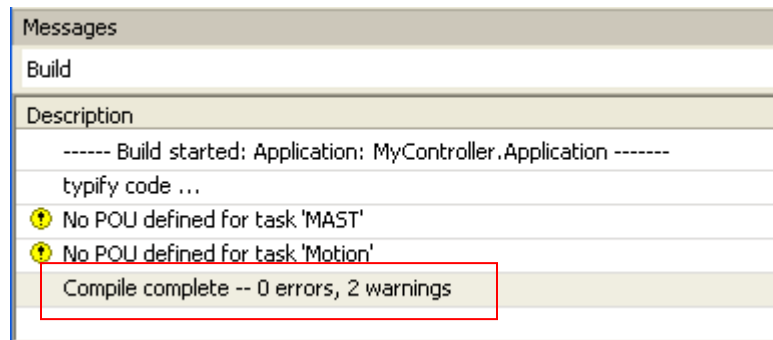 Messages
Build
Description
------ Build started: Application: MyController.Application -------
typify code ...
No POU defined for task 'MAST'
No POU defined for task 'Motion'
Compile complete -- 0 errors, 2 warnings